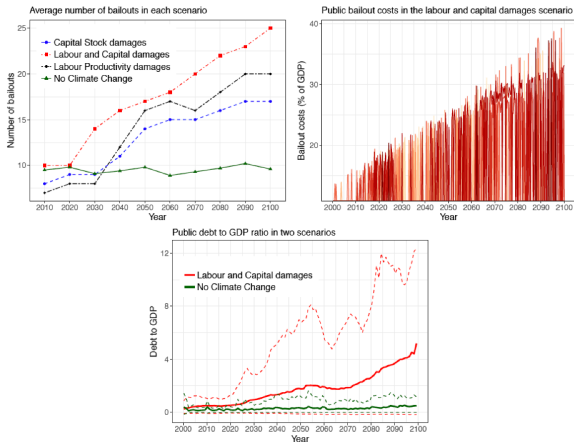 Average number of bailouts in each scenario
Number of bailouts
25
20
15
10
Capital Stock damages
Labour and Capital damages
Labour Productivity damages
No Climate Change
2010 2020 2030 2040 2050 2060 2070 2080 2090 2100
Year
Public bailout costs in the labour and capital damages scenario
Bailout costs (% of GDP)
40
30
20
2001 2010 2020 2030 2040 2050 2060 2070 2080 2090 2100
Year
Public debt to GDP ratio in two scenarios
Debt to GDP
12
8
4
0
Labour and Capital damages
No Climate Change
2000 2010 2020 2030 2040 2050 2060 2070 2080 2090 2100
Year